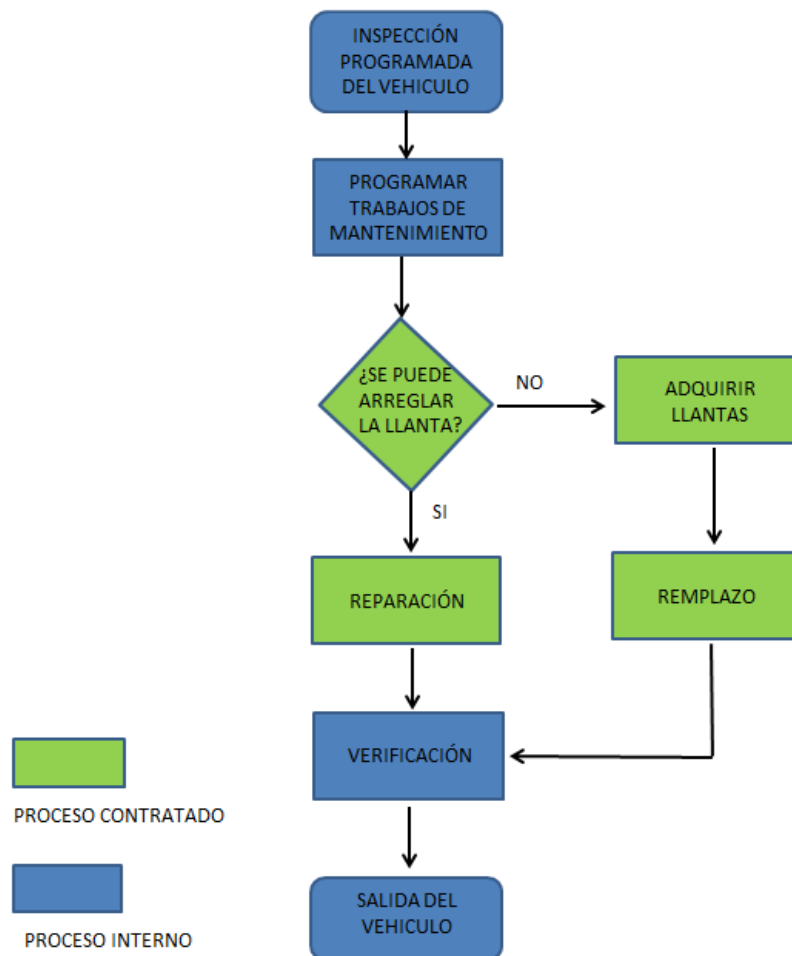 INSPECCIÓN
PROGRAMADA
DEL VEHICULO
PROGRAMAR
TRABAJOS DE
MANTENIMIENTO
¿SE PUEDE
ARREGLAR
LA LLANTA?
NO
ADQUIRIR
LLANTAS
SI
REPARACIÓN
REMPLAZO
VERIFICACIÓN
PROCESO CONTRATADO
SALIDA DEL
VEHICULO
PROCESO INTERNO